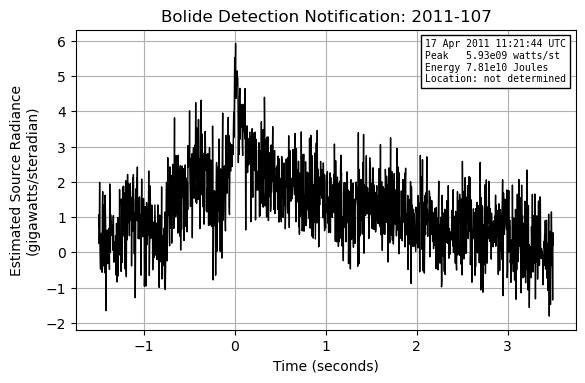 Bolide Detection Notification: 2011-107
17 Apr 2011 11:21:44 UTC
Peak   5.93e09 watts/st
Energy 7.81e10 Joules
Location: not determined
Estimated Source Radiance
(gigawatts/steradian)
6
5
4
3
2
1
0
−1
−2
−1 0 1 2 3
Time (seconds)